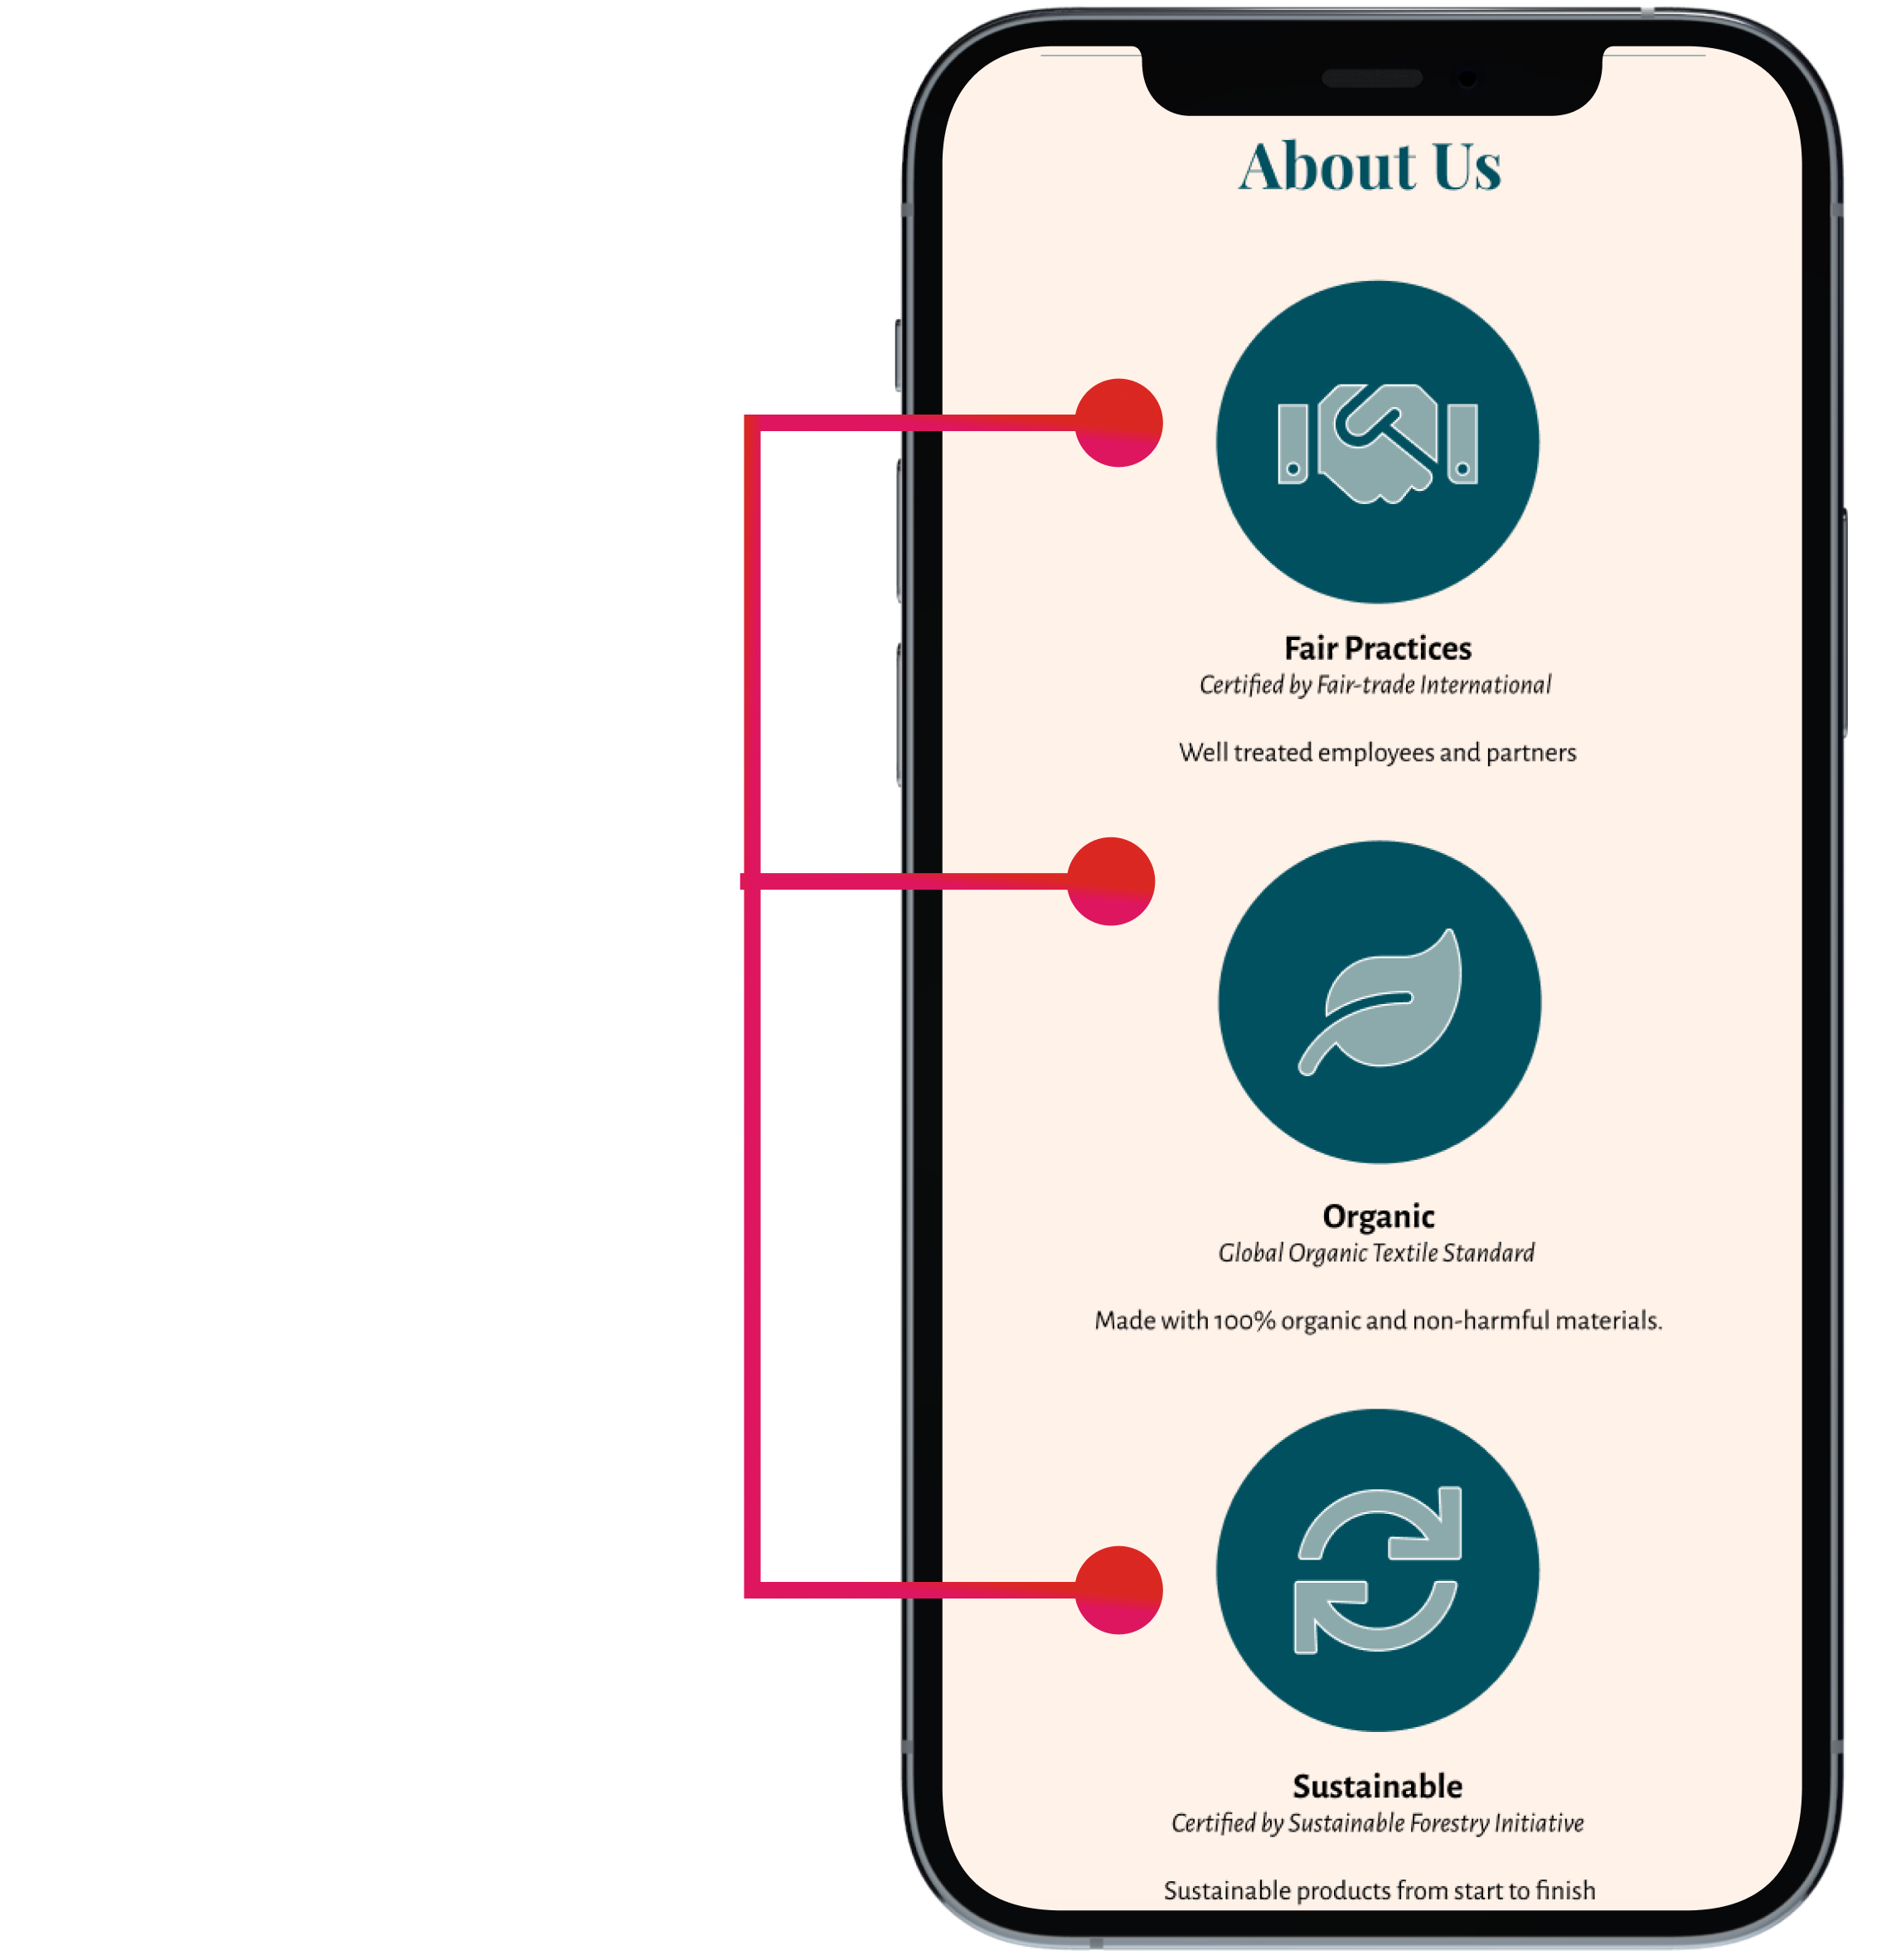 About Us
Fair Practices
Certified by Fair-trade International
Well treated employees and partners
Organic
Global Organic Textile Standard
Made with 100% organic and non-harmful materials.
Sustainable
Certified by Sustainable Forestry Initiative
Sustainable products from start to finish